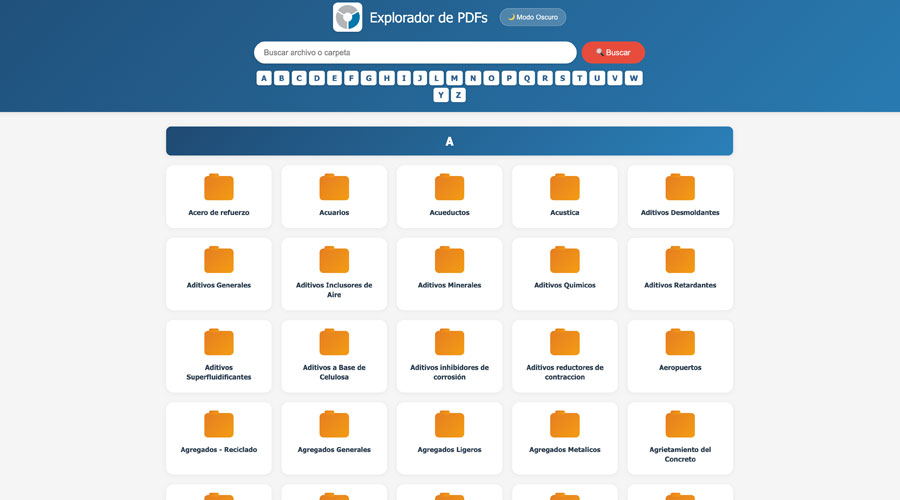 Explorador de PDFs
🌙 Modo Oscuro
Buscar archivo o carpeta
🔍 Buscar
A B C D E F G H I J L M N O P Q R S T U V W
Y Z
A
Acero de refuerzo
Acuarios
Acueductos
Acustica
Aditivos Desmoldantes
Aditivos Generales
Aditivos Inclusores de
Aire
Aditivos Minerales
Aditivos Quimicos
Aditivos Retardantes
Aditivos
Superfluidificantes
Aditivos a Base de
Celulosa
Aditivos inhibidores de
corrosión
Aditivos reductores de
contraccion
Aeropuertos
Agregados - Reciclado
Agregados Generales
Agregados Ligeros
Agregados Metalicos
Agrietamiento del
Concreto